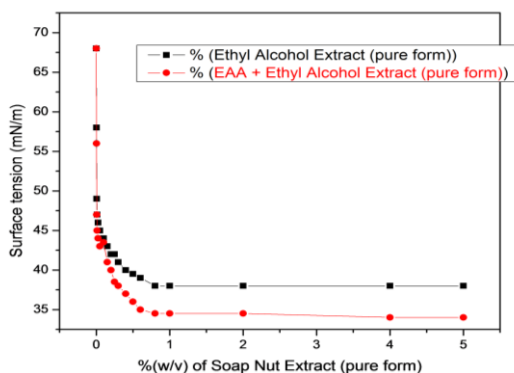 70
65
60
55
50
45
40
35
Surface tension (mN/m)
% (Ethyl Alcohol Extract (pure form))
% (EAA + Ethyl Alcohol Extract (pure form))
0 1 2 3 4 5
%(w/v) of Soap Nut Extract (pure form)